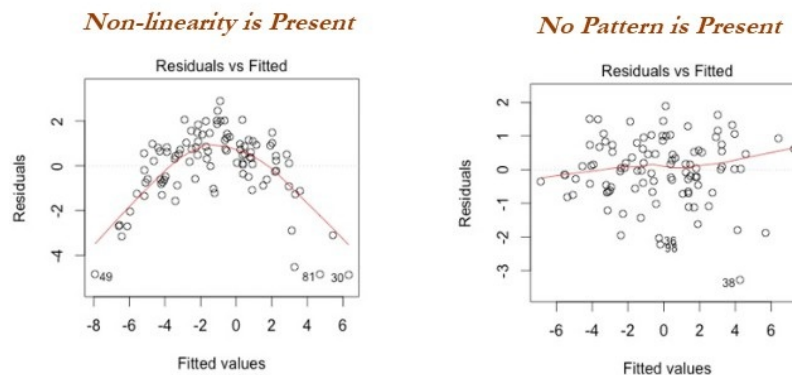 Non-linearity is Present
Residuals vs Fitted
Residuals
2
0
-2
-4
49
81
30
-8 -6 -4 -2 0 2 4 6
Fitted values
No Pattern is Present
Residuals vs Fitted
Residuals
2
1
0
-1
-2
-3
36
98
38
-6 -4 -2 0 2 4 6
Fitted values